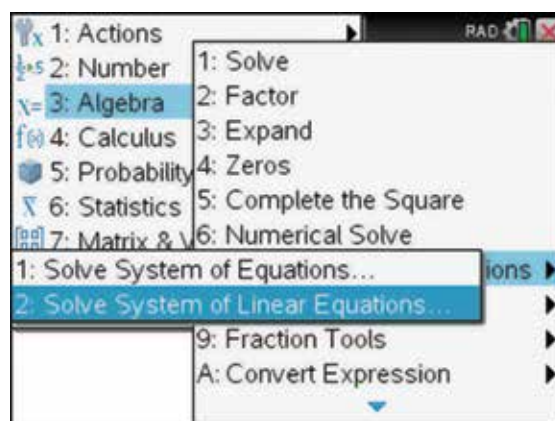 1: Actions
RAD
2: Number
3: Algebra
4: Calculus
5: Probability
6: Statistics
7: Matrix & V
1: Solve
2: Factor
3: Expand
4: Zeros
5: Complete the Square
6: Numerical Solve
ions
1: Solve System of Equations...
2: Solve System of Linear Equations...
9: Fraction Tools
A: Convert Expression